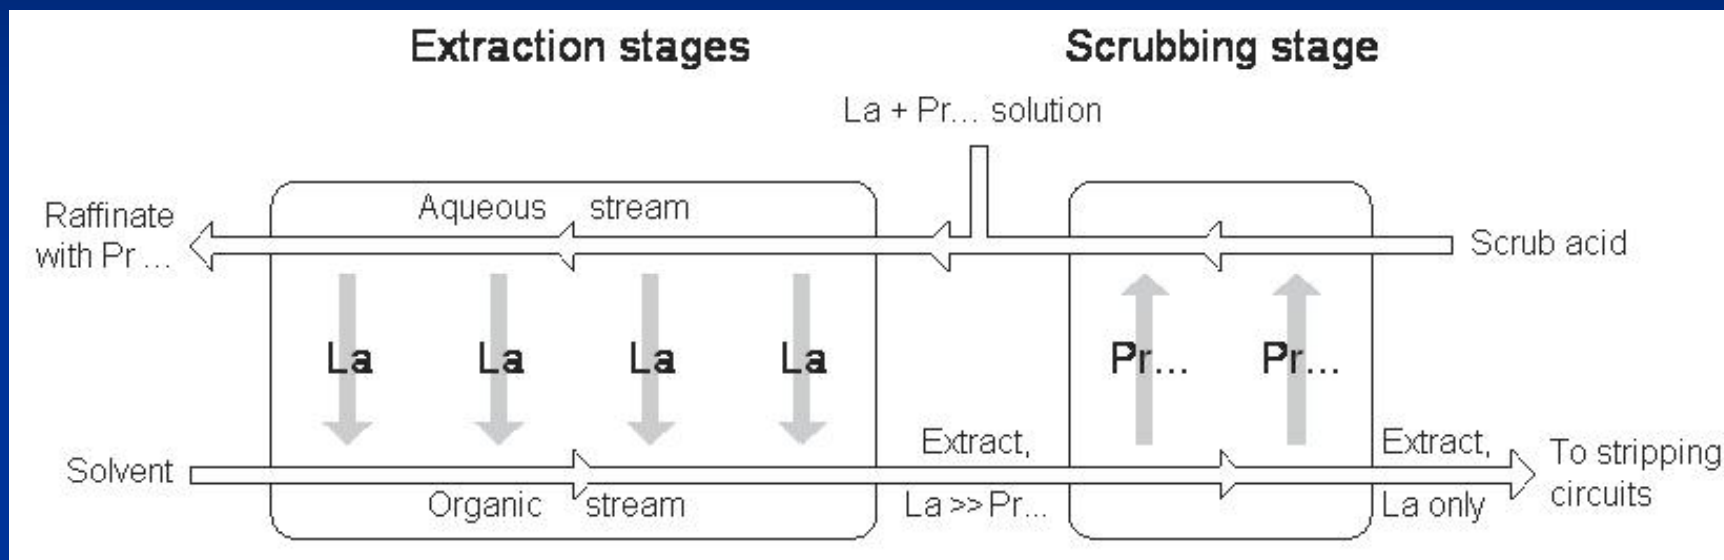 Extraction stages
Scrubbing stage
La + Pr... solution
Raffinate
with Pr ...
Aqueous stream
Scrub acid
La
La
La
La
Pr...
Pr...
Solvent
Organic stream
Extract,
La >> Pr...
Extract,
La only
To stripping
circuits